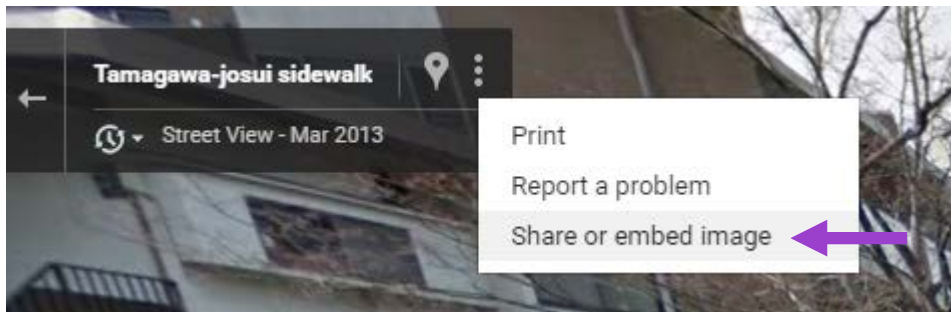 Tamagawa-josui sidewalk
Street View - Mar 2013
Print
Report a problem
Share or embed image